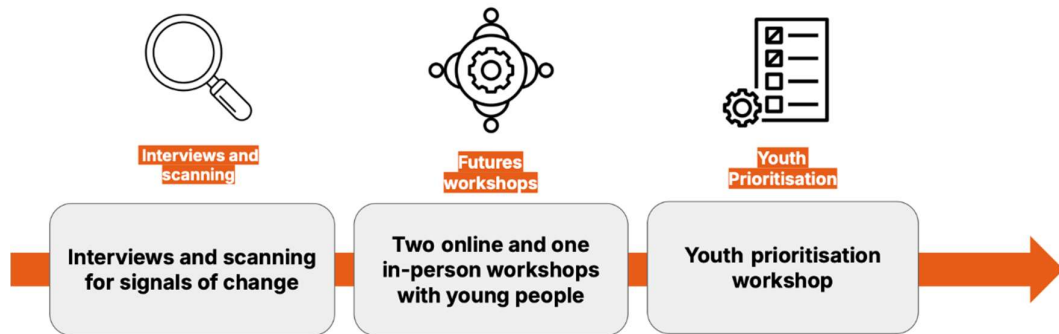 Interviews and
scanning
Futures
workshops
Youth
Prioritisation
Interviews and scanning
for signals of change
Two online and one
in-person workshops
with young people
Youth prioritisation
workshop